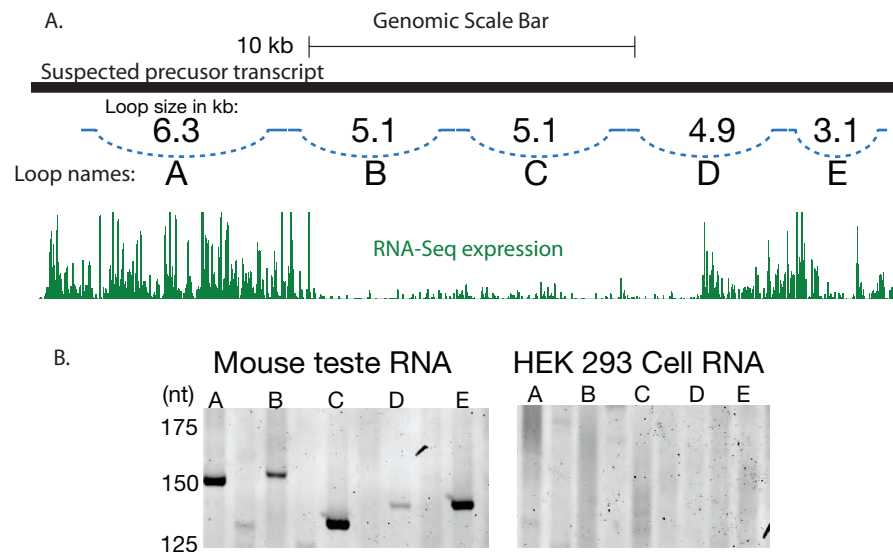 A.
Genomic Scale Bar
10 kb
Suspected precusor transcript
Loop size in kb:
6.3 5.1 5.1 4.9 3.1
Loop names: A B C D E
RNA-Seq expression
B.
Mouse teste RNA HEK 293 Cell RNA
(nt) A B C D E A B C D E
175
150
125